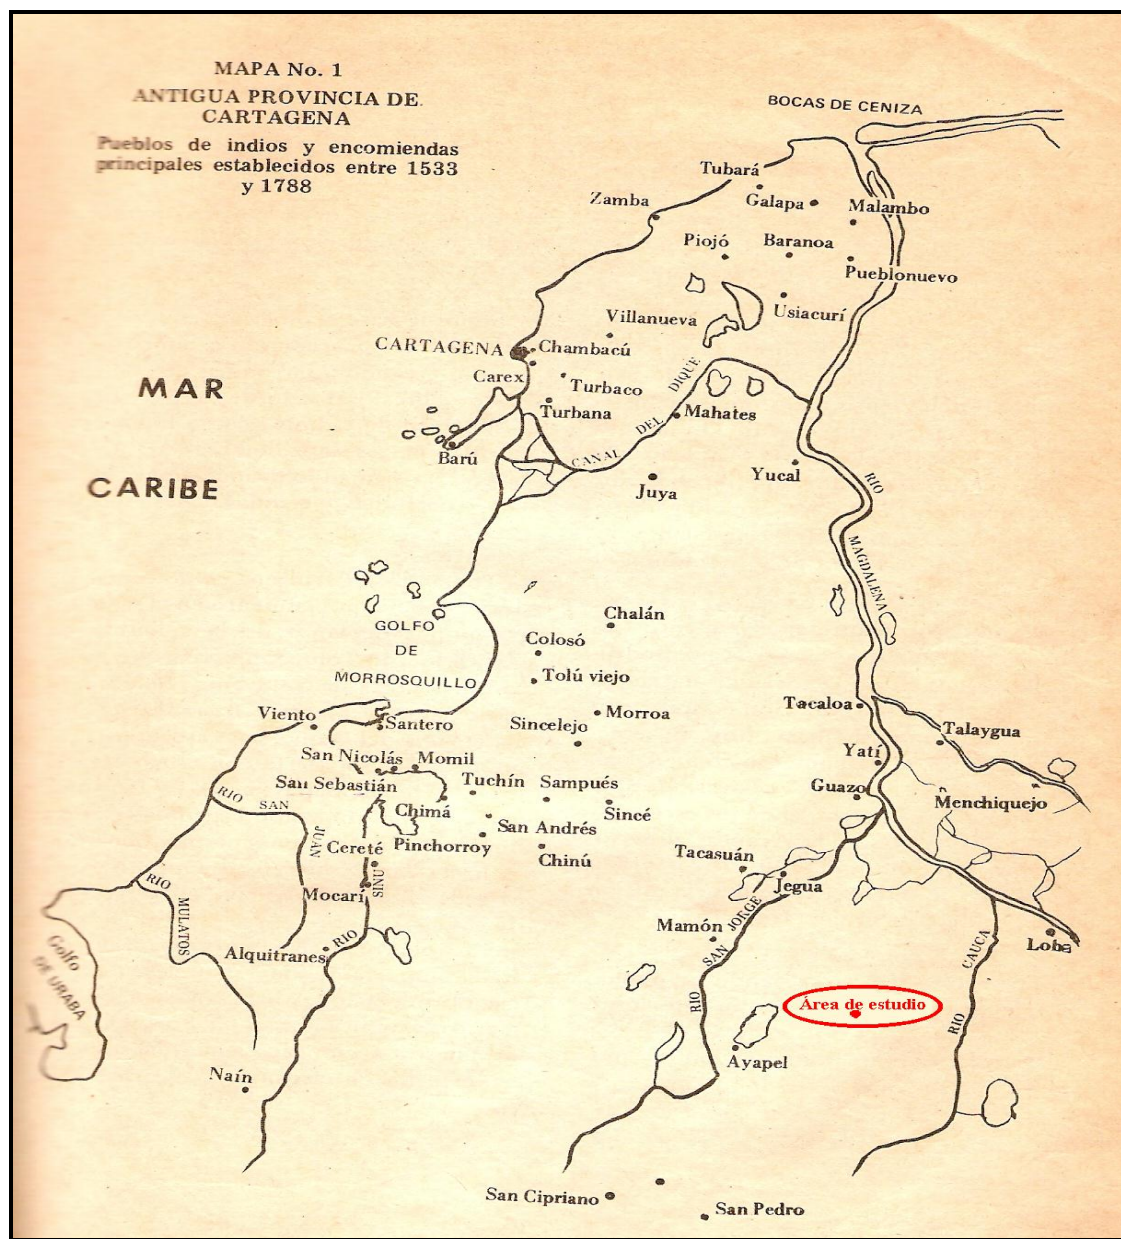 MAPA No. 1
ANTIGUA PROVINCIA DE
CARTAGENA
Pueblos de indios y encomiendas
principales establecidos entre 1533
y 1788
BOCAS DE CENIZA
Tubará
Zamba
Galapa
Malambo
Piojó
Baranoa
Pueblonuevo
Usiacurí
Villanueva
CARTAGENA
Chambacú
Carex
Turbaco
Turbana
MAR
CARIBE
Barú
CANAL DEL DIQUE
Mahates
Yucal
Juya
RIO MAGDALENA
GOLFO
DE
MORROSQUILLO
Chalán
Colosó
Tolú viejo
Morroa
Sincelejo
Viento
Santero
Tacaloa
Talaygua
Yatí
Guazo
Menchiquejo
San Nicolás
Momil
San Sebastián
Tuchín
Sampués
Chimá
Sincé
San Andrés
Pinchorroy
Chinú
Cereté
Mocarí
RIO SAN JUAN
RIO MULATOS
RIO SINU
Alquitranes
Golfo
DE URABA
Naín
Tacasuán
Jegua
Mamón
RIO SAN JORGE
RIO CAUCA
Loba
Área de estudio
Ayapel
San Cipriano
San Pedro